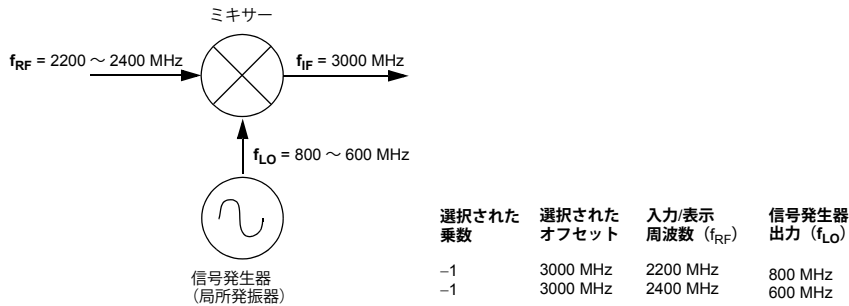 ミキサー
fRF = 2200 ～ 2400 MHz
fIF = 3000 MHz
fLO = 800 ～ 600 MHz
信号発生器
（局所発振器）
選択された 選択された 入力/表示 信号発生器
乗数 オフセット 周波数（fRF） 出力（fLO）
–1 3000 MHz 2200 MHz 800 MHz
–1 3000 MHz 2400 MHz 600 MHz